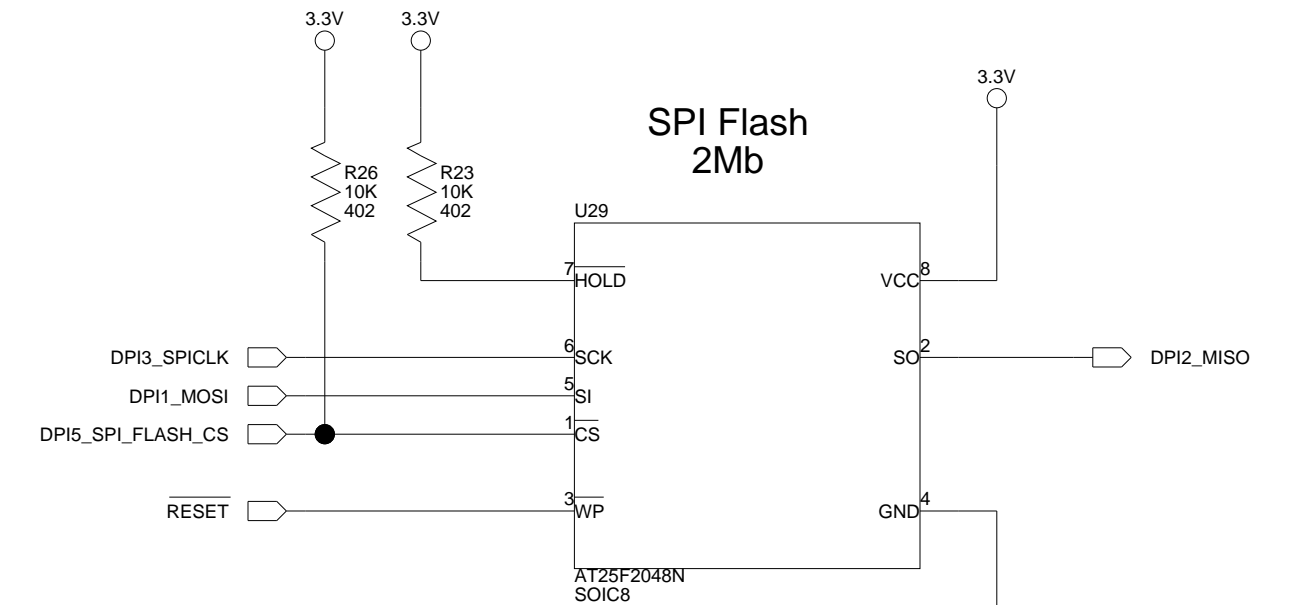 3.3V
3.3V
3.3V
SPI Flash
2Mb
R26
10K
402
R23
10K
402
U29
7
HOLD
VCC
8
DPI3_SPICLK
6
SCK
SO
2
DPI2_MISO
DPI1_MOSI
5
SI
DPI5_SPI_FLASH_CS
1
CS
RESET
3
WP
GND
4
AT25F2048N
SOIC8